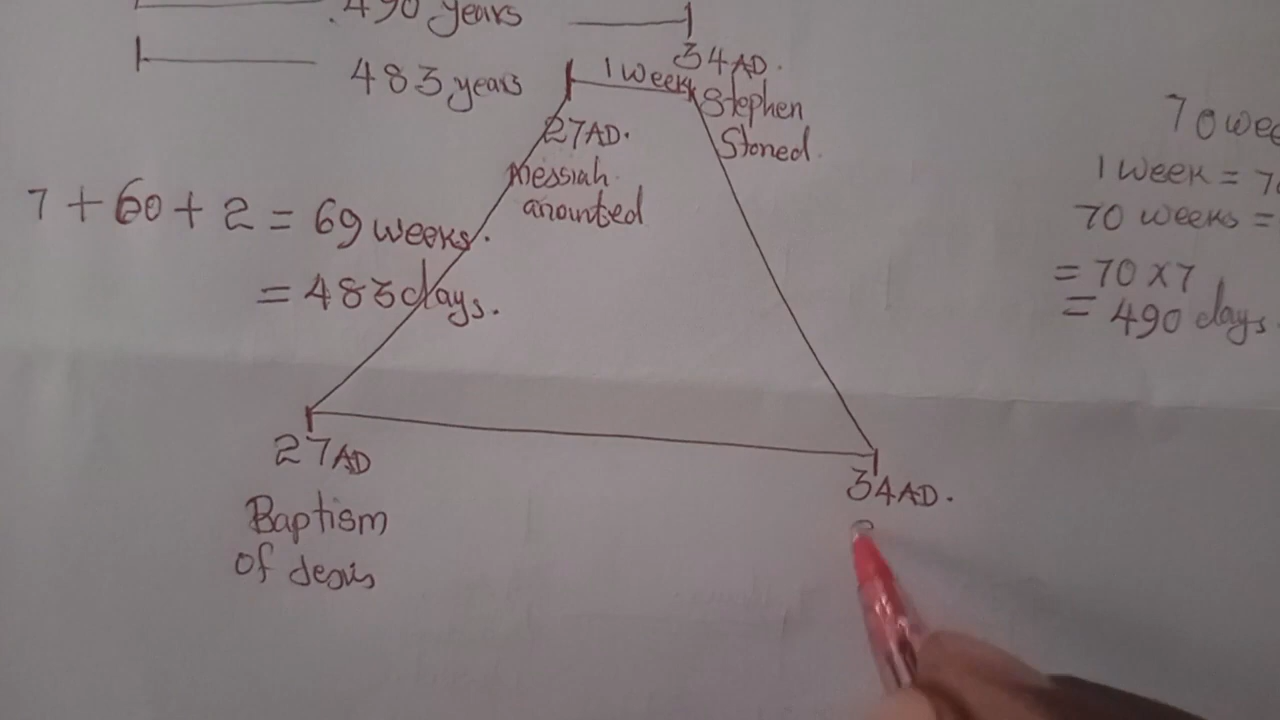 490 years
483 years
1 week
34AD.
Stephen
Stoned.
27AD.
Messiah
anointed
7 + 60 + 2 = 69 weeks.
= 483 days.
27AD
Baptism
of Jesus
34AD.
70 wee
1 week = 7
70 weeks =
= 70 x 7
= 490 days